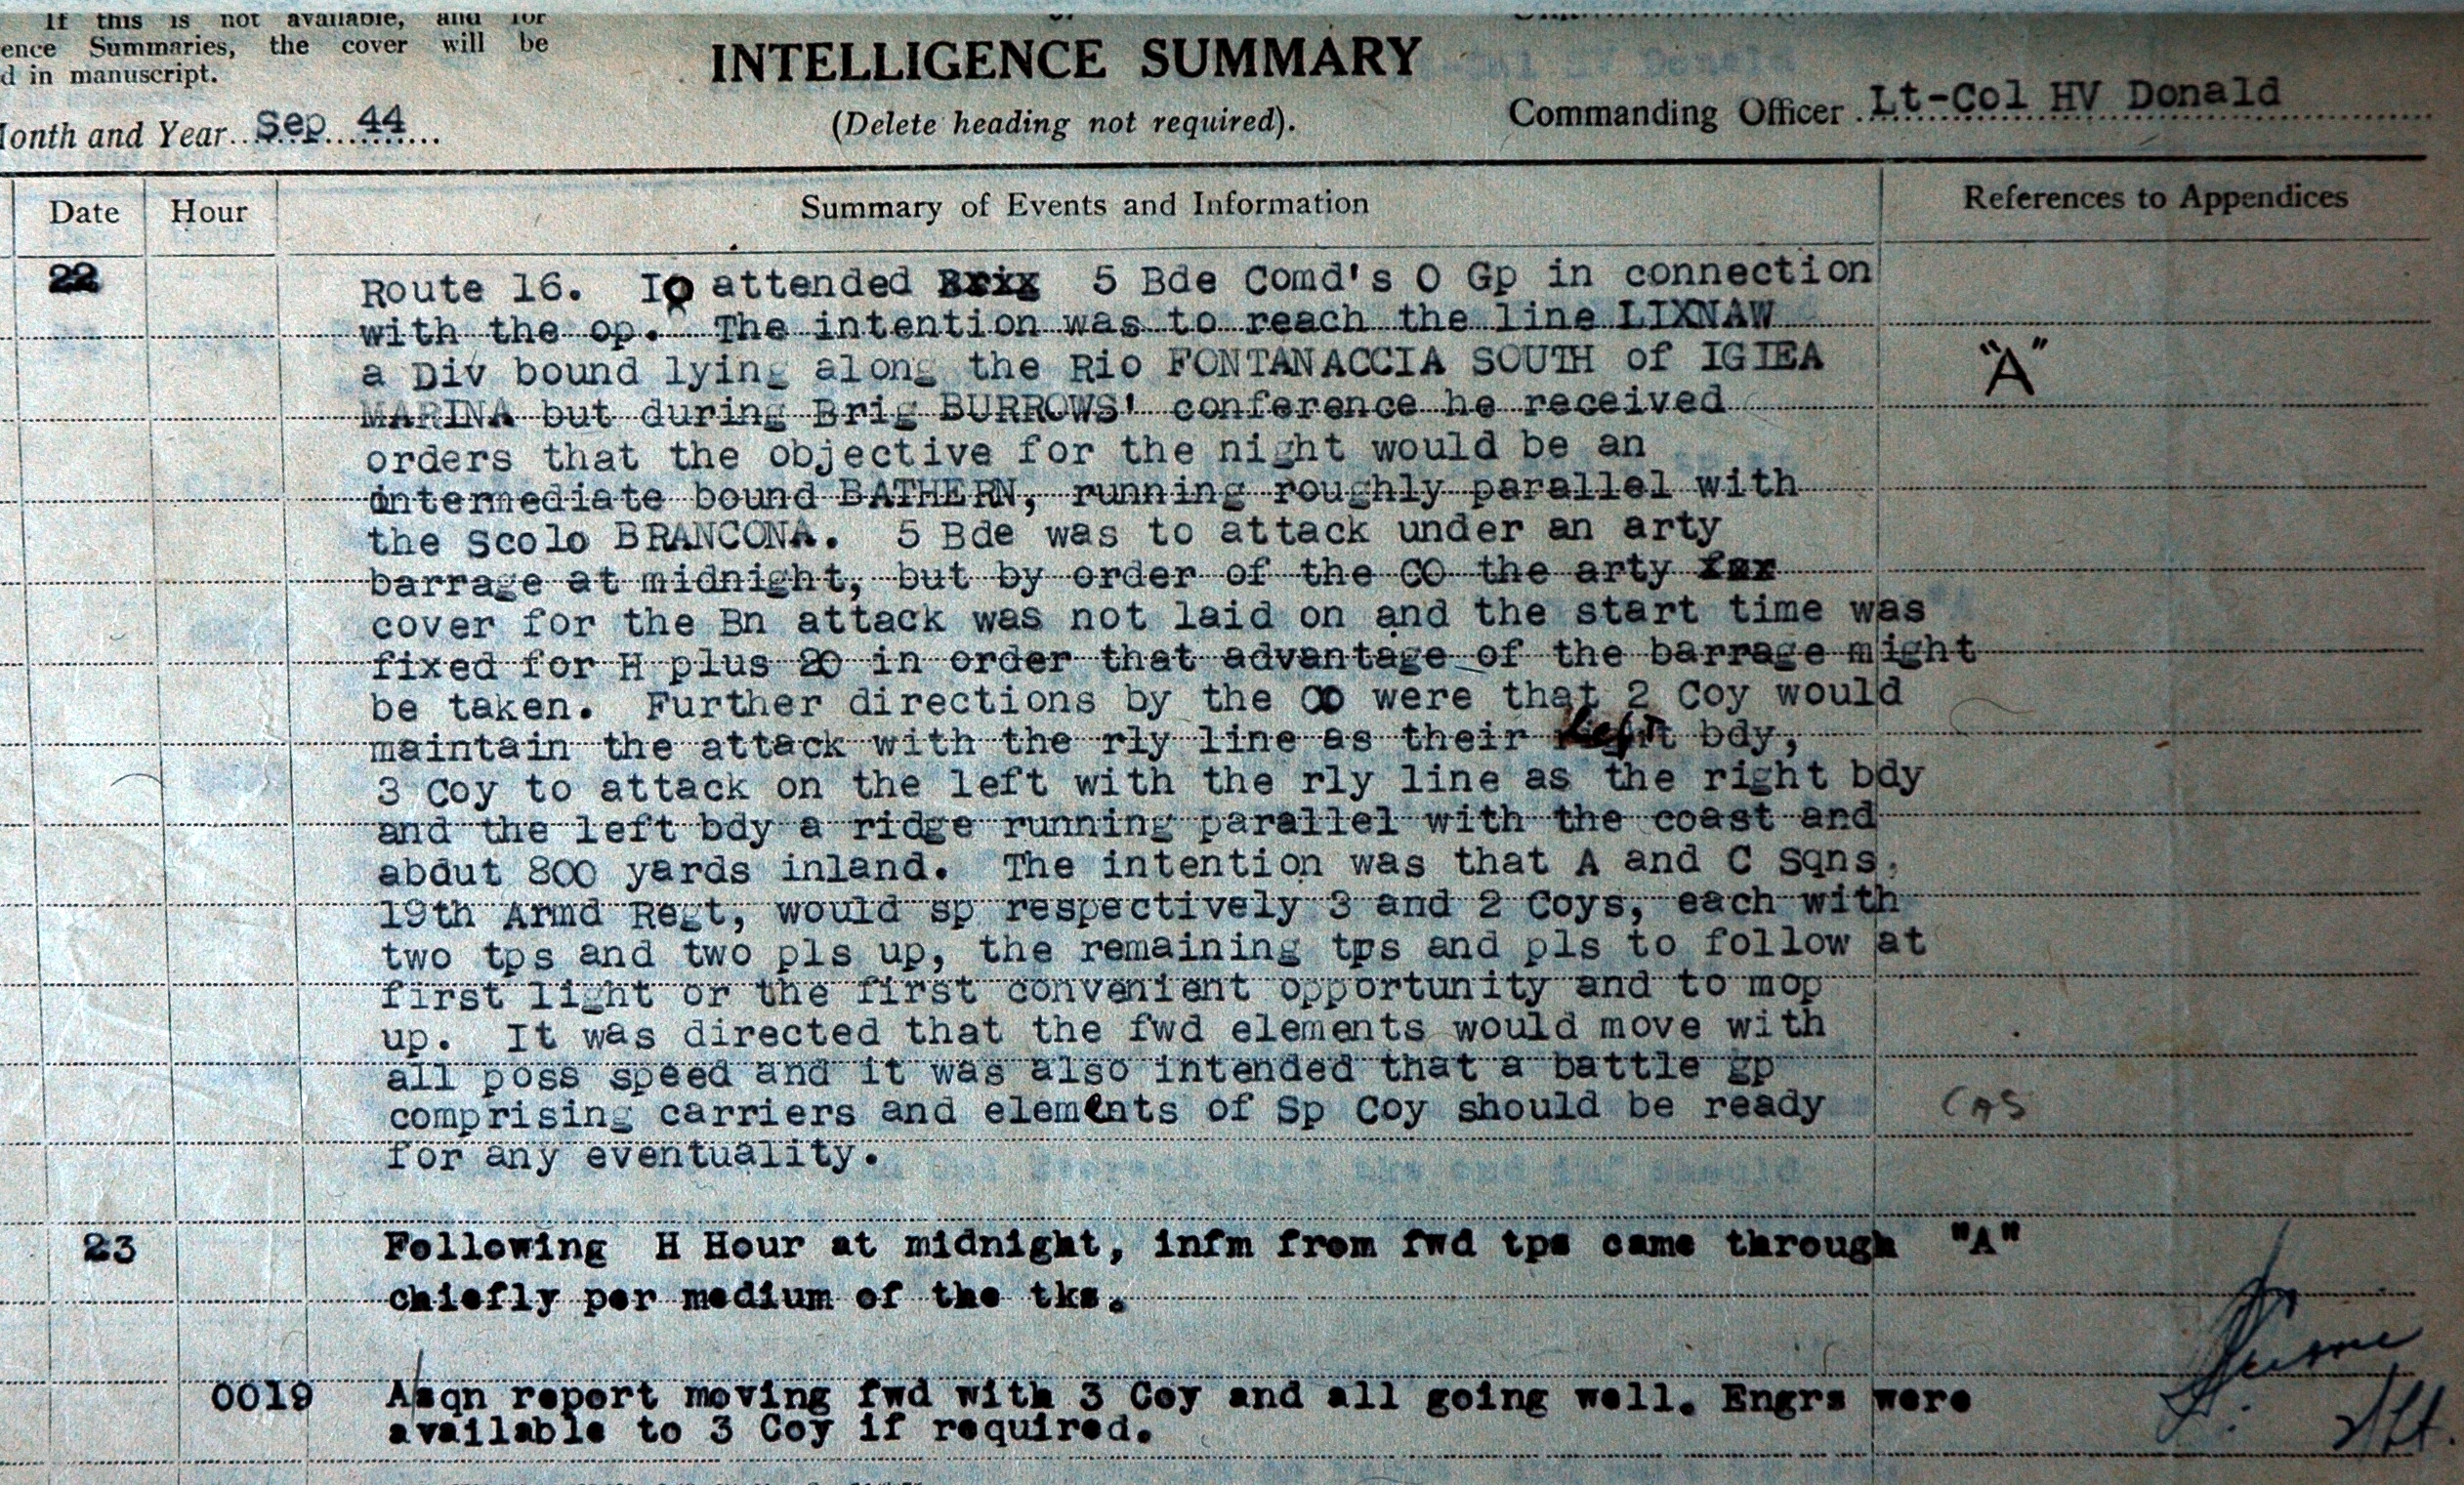 If this is not available, and for
ence Summaries, the cover will be
d in manuscript.
INTELLIGENCE SUMMARY
(Delete heading not required).
Month and Year Sep 44
Commanding Officer Lt-Col HV Donald
Date Hour Summary of Events and Information References to Appendices
22 Route 16. IO attended 5 Bde Comd's O Gp in connection
with the op. The intention was to reach the line LIXNAW
a Div bound lying along the Rio FONTANACCIA SOUTH of IGIEA "A"
MARINA but during Brig BURROWS' conference he received
orders that the objective for the night would be an
intermediate bound BATHERN, running roughly parallel with
the Scolo BRANCONA. 5 Bde was to attack under an arty
barrage at midnight, but by order of the CO the arty
cover for the Bn attack was not laid on and the start time was
fixed for H plus 20 in order that advantage of the barrage might
be taken. Further directions by the CO were that 2 Coy would
maintain the attack with the rly line as their left bdy,
3 Coy to attack on the left with the rly line as the right bdy
and the left bdy a ridge running parallel with the coast and
about 800 yards inland. The intention was that A and C Sqns,
19th Armd Regt, would sp respectively 3 and 2 Coys, each with
two tps and two pls up, the remaining tps and pls to follow at
first light or the first convenient opportunity and to mop
up. It was directed that the fwd elements would move with
all poss speed and it was also intended that a battle gp
comprising carriers and elements of Sp Coy should be ready CAS
for any eventuality.
23 Following H Hour at midnight, infm from fwd tps came through "A"
chiefly per medium of the tks.
0019 A/sqn report moving fwd with 3 Coy and all going well. Engrs were
available to 3 Coy if required.